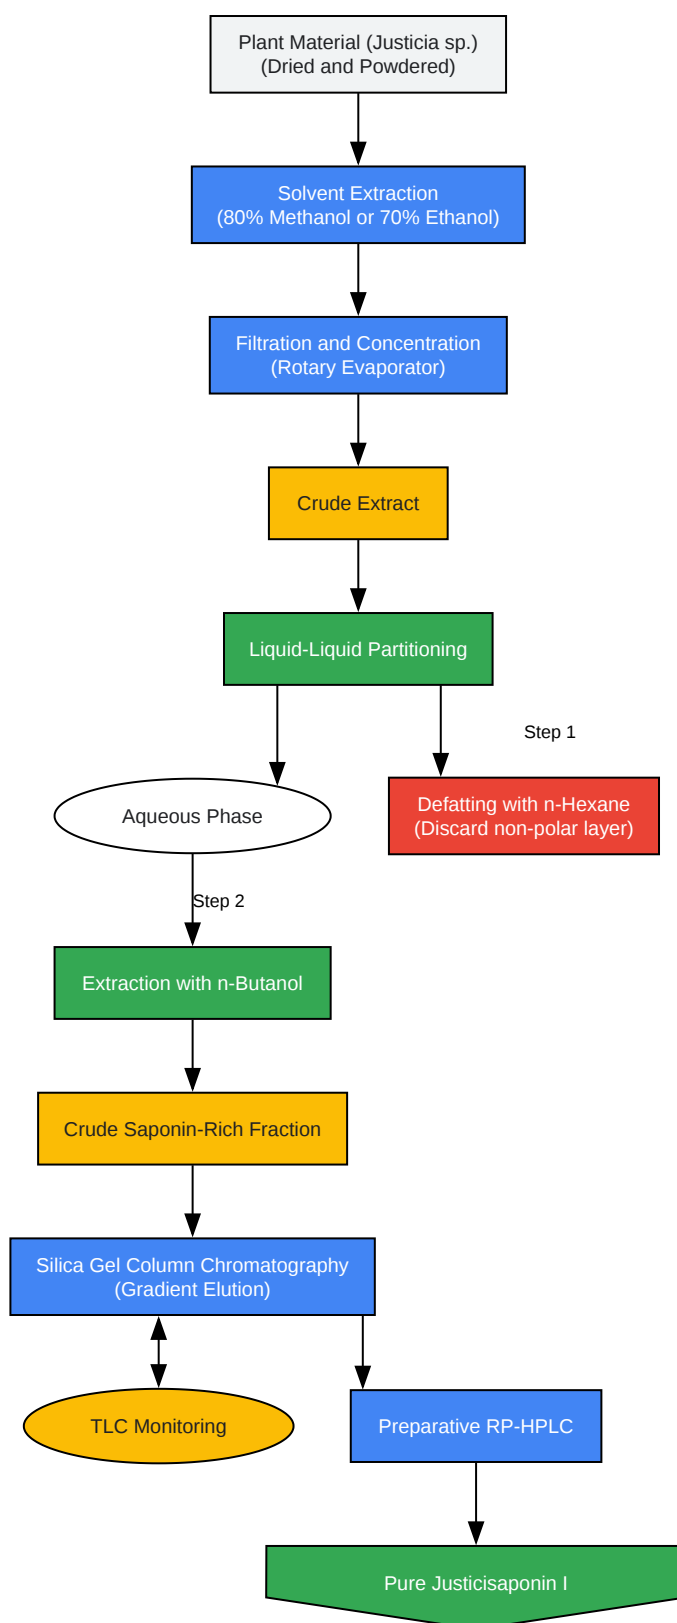 Plant Material (Justicia sp.)
(Dried and Powdered)
Solvent Extraction
(80% Methanol or 70% Ethanol)
Filtration and Concentration
(Rotary Evaporator)
Crude Extract
Liquid-Liquid Partitioning
Step 1
Aqueous Phase
Defatting with n-Hexane
(Discard non-polar layer)
Step 2
Extraction with n-Butanol
Crude Saponin-Rich Fraction
Silica Gel Column Chromatography
(Gradient Elution)
TLC Monitoring
Preparative RP-HPLC
Pure Justicisaponin I